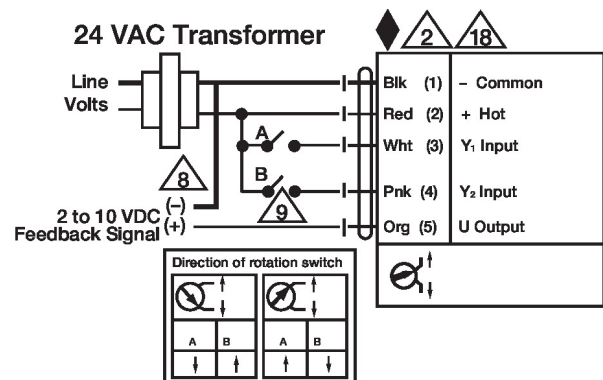 24 VAC Transformer
2
18
Line
Volts
Blk (1) – Common
Red (2) + Hot
A
Wht (3) Y₁ Input
B
Pnk (4) Y₂ Input
8
9
(–)
2 to 10 VDC
Feedback Signal (+)
Org (5) U Output
Direction of rotation switch
A B
A B